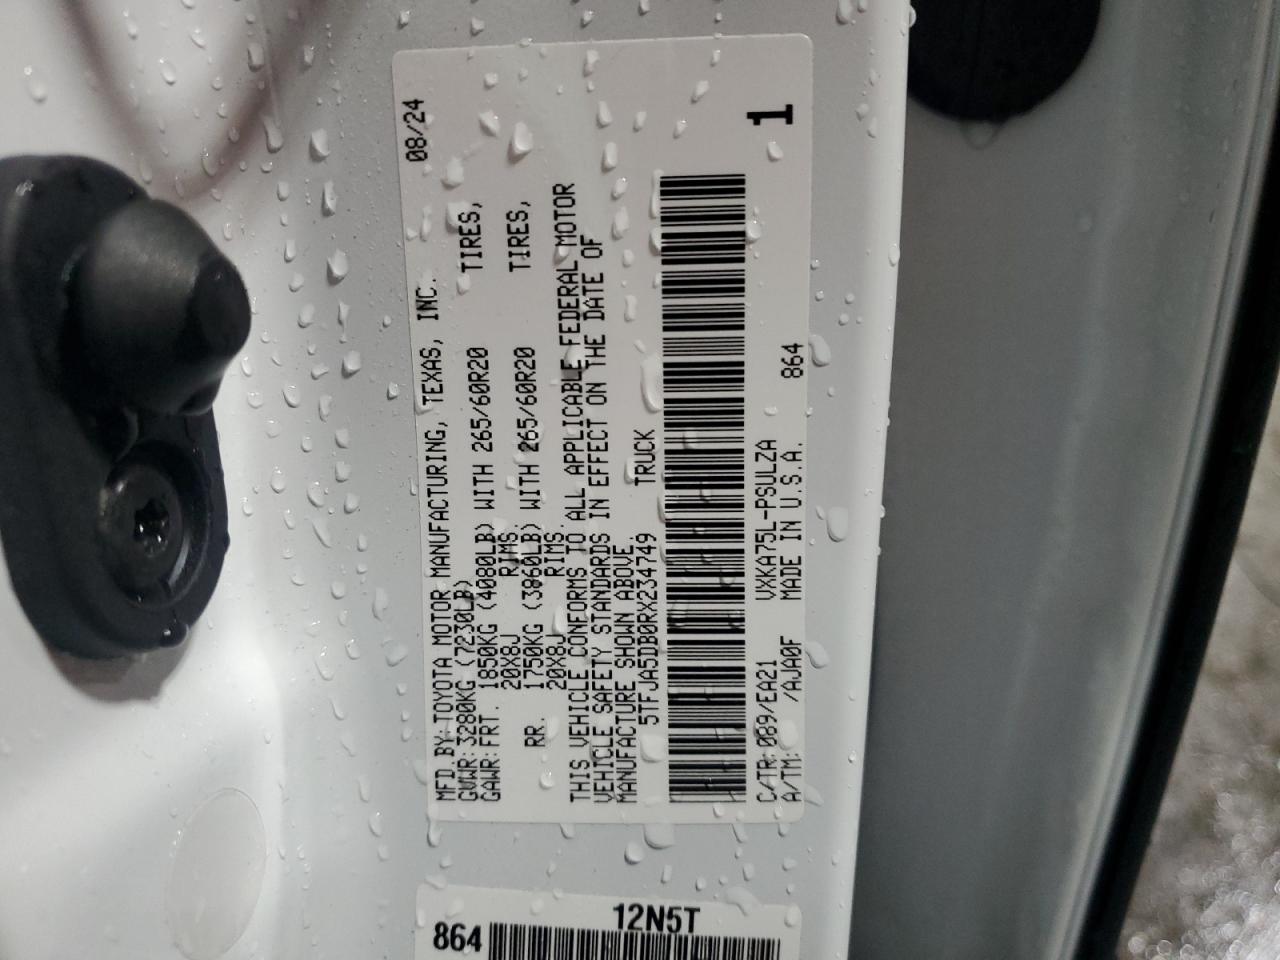 MFD.BY:TOYOTA MOTOR MANUFACTURING, TEXAS, INC. 08/24
GVWR:3280KG (7230LB)
GAWR:FRT. 1850KG (4080LB) WITH 265/60R20 TIRES,
20X8J RIMS.
RR. 1750KG (3860LB) WITH 265/60R20 TIRES,
20X8J RIMS.
THIS VEHICLE CONFORMS TO ALL APPLICABLE FEDERAL MOTOR
VEHICLE SAFETY STANDARDS IN EFFECT ON THE DATE OF
MANUFACTURE SHOWN ABOVE
5TFJA5DB0RX234749 TRUCK
C/TR:089/EA21 VXKA75L-PSULZA
A/TM: /AJA0F MADE IN U.S.A. 864
1
12N5T
864